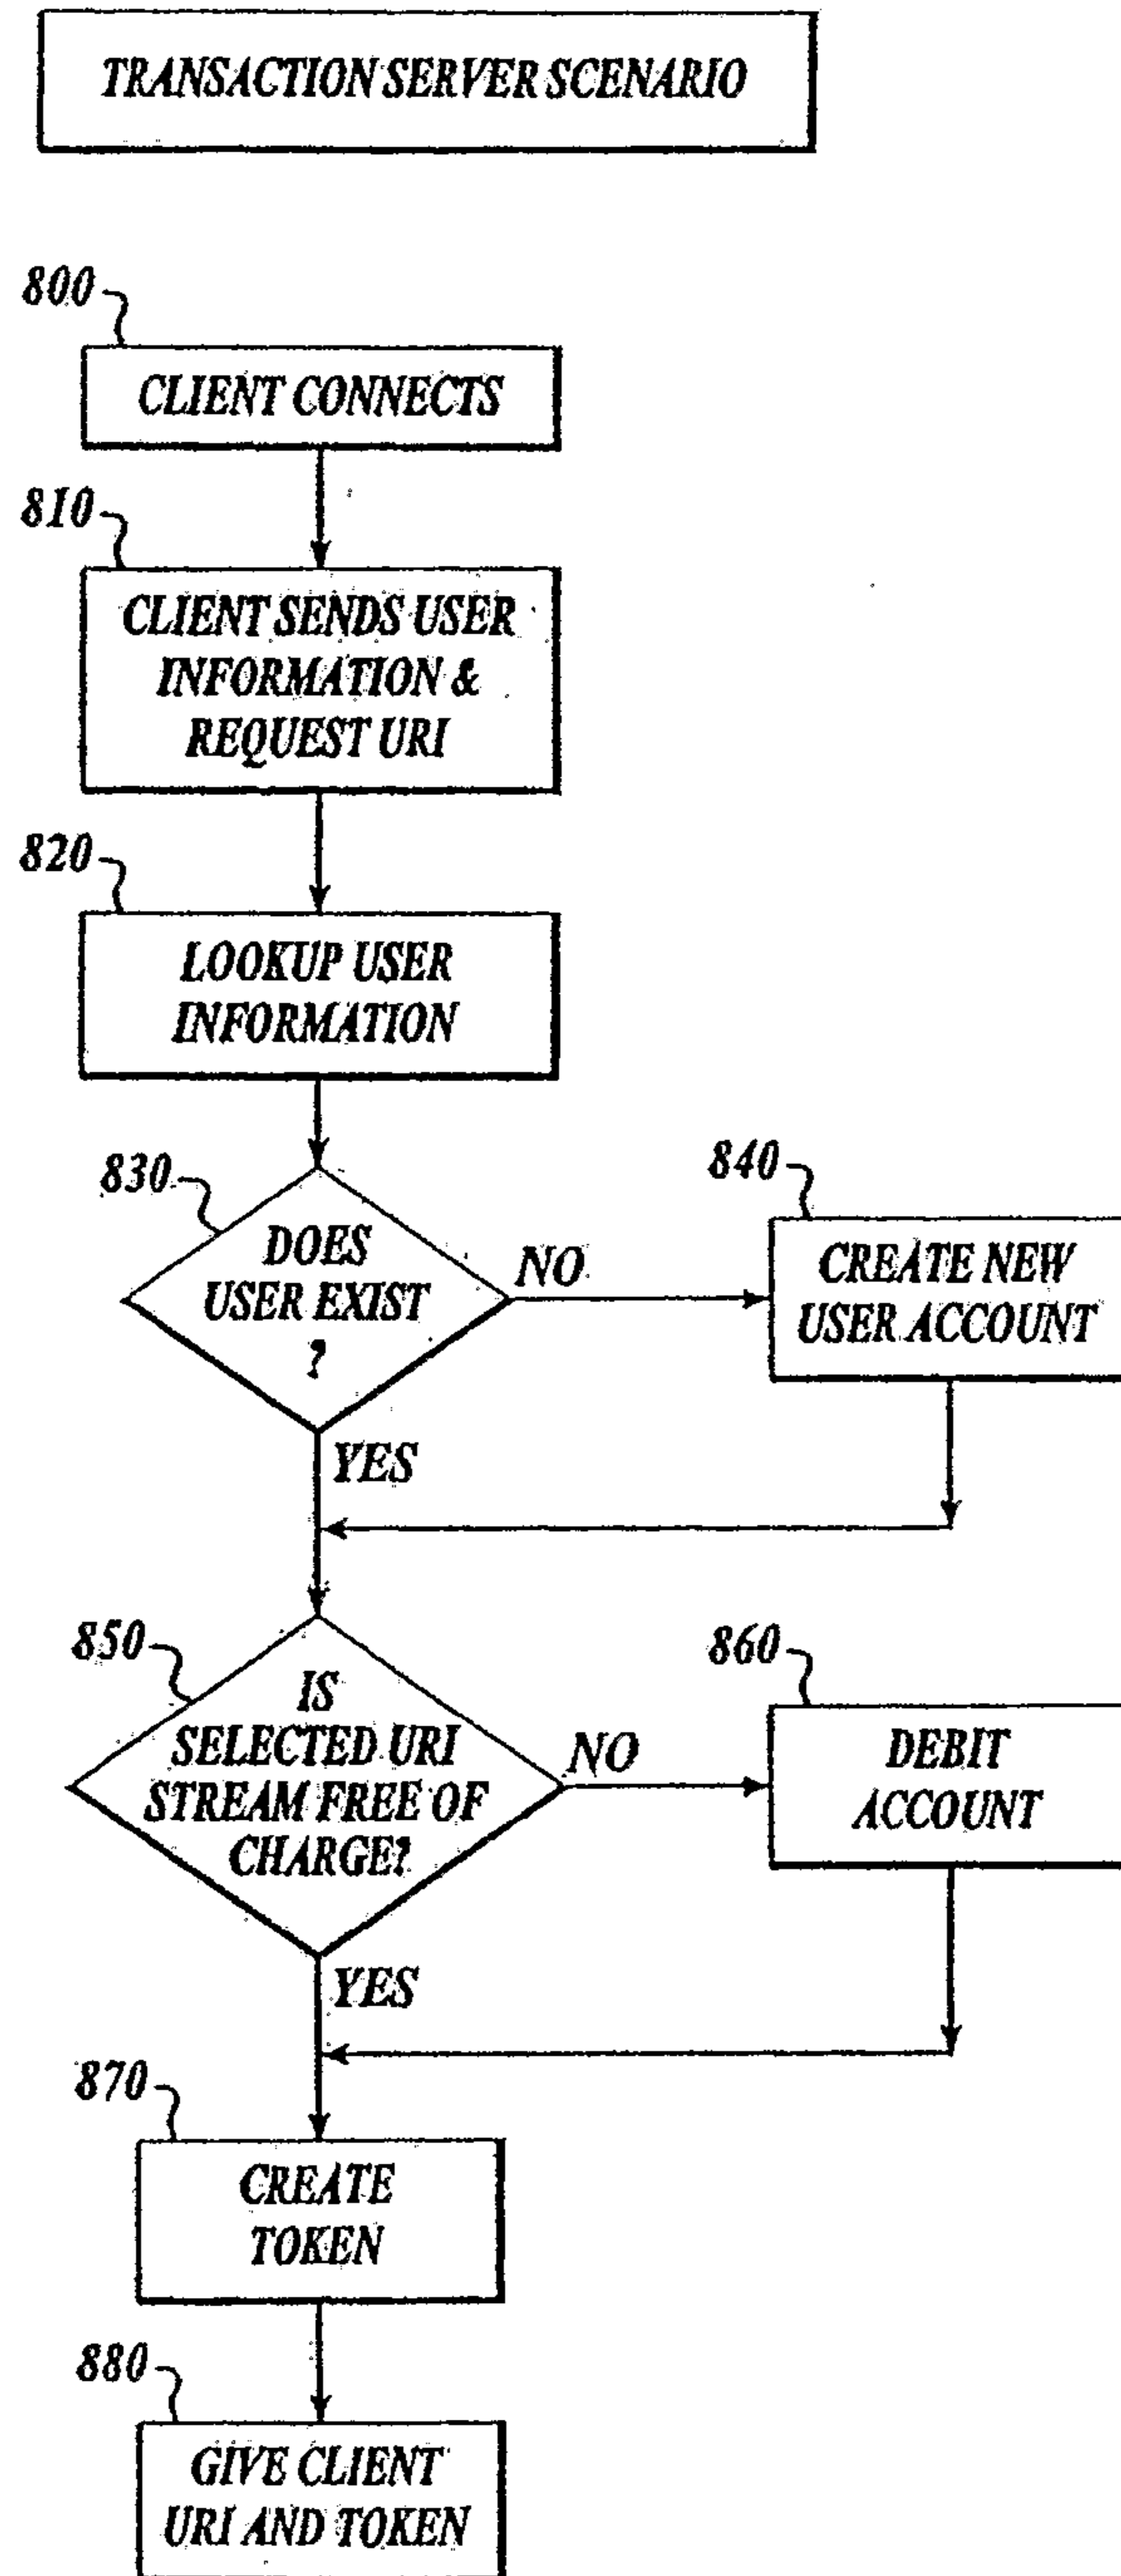 TRANSACTION SERVER SCENARIO
800
CLIENT CONNECTS
810
CLIENT SENDS USER
INFORMATION &
REQUEST URI
820
LOOKUP USER
INFORMATION
830
DOES
USER EXIST
?
NO
840
CREATE NEW
USER ACCOUNT
YES
850
IS
SELECTED URI
STREAM FREE OF
CHARGE?
NO
860
DEBIT
ACCOUNT
YES
870
CREATE
TOKEN
880
GIVE CLIENT
URI AND TOKEN